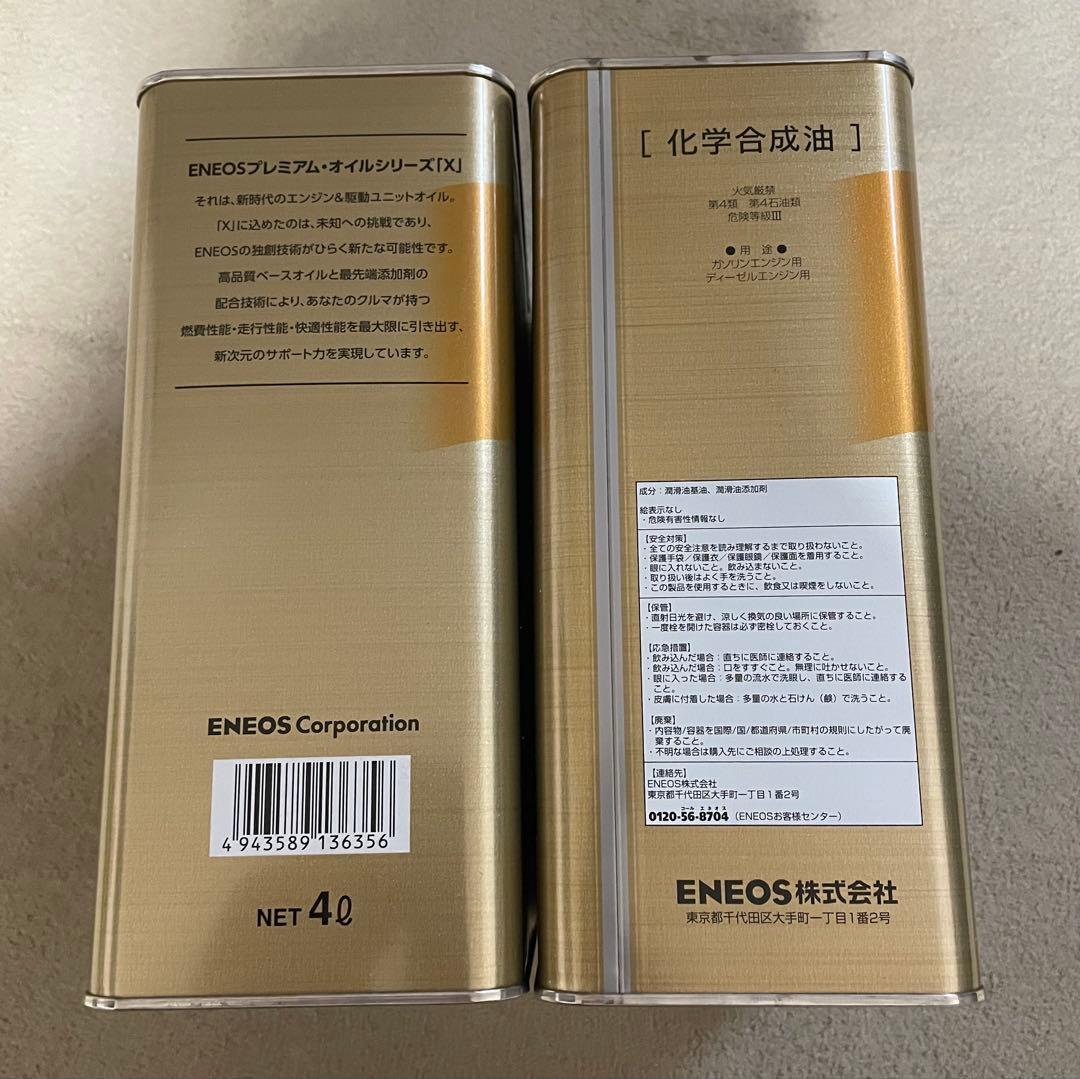 ENEOSプレミアム・オイルシリーズ「X」
それは、新時代のエンジン&駆動ユニットオイル。
「X」に込めたのは、未知への挑戦であり、
ENEOSの独創技術がひらく新たな可能性です。
高品質ベースオイルと最先端添加剤の
配合技術により、あなたのクルマが持つ
燃費性能・走行性能・快適性能を最大限に引き出す、
新次元のサポート力を実現しています。
ENEOS Corporation
4 943589 136356
NET 4ℓ
[ 化学合成油 ]
火気厳禁
第4類 第4石油類
危険等級Ⅲ
● 用 途 ●
ガソリンエンジン用
ディーゼルエンジン用
成分：潤滑油基油、潤滑油添加剤
絵表示なし
・危険有害性情報なし
【安全対策】
・全ての安全注意を読み理解するまで取り扱わないこと。
・保護手袋／保護衣／保護眼鏡／保護面を着用すること。
・眼に入れないこと。飲み込まないこと。
・取り扱い後はよく手を洗うこと。
・この製品を使用するときに、飲食又は喫煙をしないこと。
【保管】
・直射日光を避け、涼しく換気の良い場所に保管すること。
・一度栓を開けた容器は必ず密栓しておくこと。
【応急措置】
・飲み込んだ場合：直ちに医師に連絡すること。
・飲み込んだ場合：口をすすぐこと。無理に吐かせないこと。
・眼に入った場合：多量の流水で洗眼し、直ちに医師に連絡する
こと。
・皮膚に付着した場合：多量の水と石けん（鹸）で洗うこと。
【廃棄】
・内容物/容器を国際/国/都道府県/市町村の規則にしたがって廃
棄すること。
・不明な場合は購入先にご相談の上処理すること。
【連絡先】
ENEOS株式会社
東京都千代田区大手町一丁目1番2号
コール エネオス
0120-56-8704（ENEOSお客様センター）
ENEOS株式会社
東京都千代田区大手町一丁目1番2号